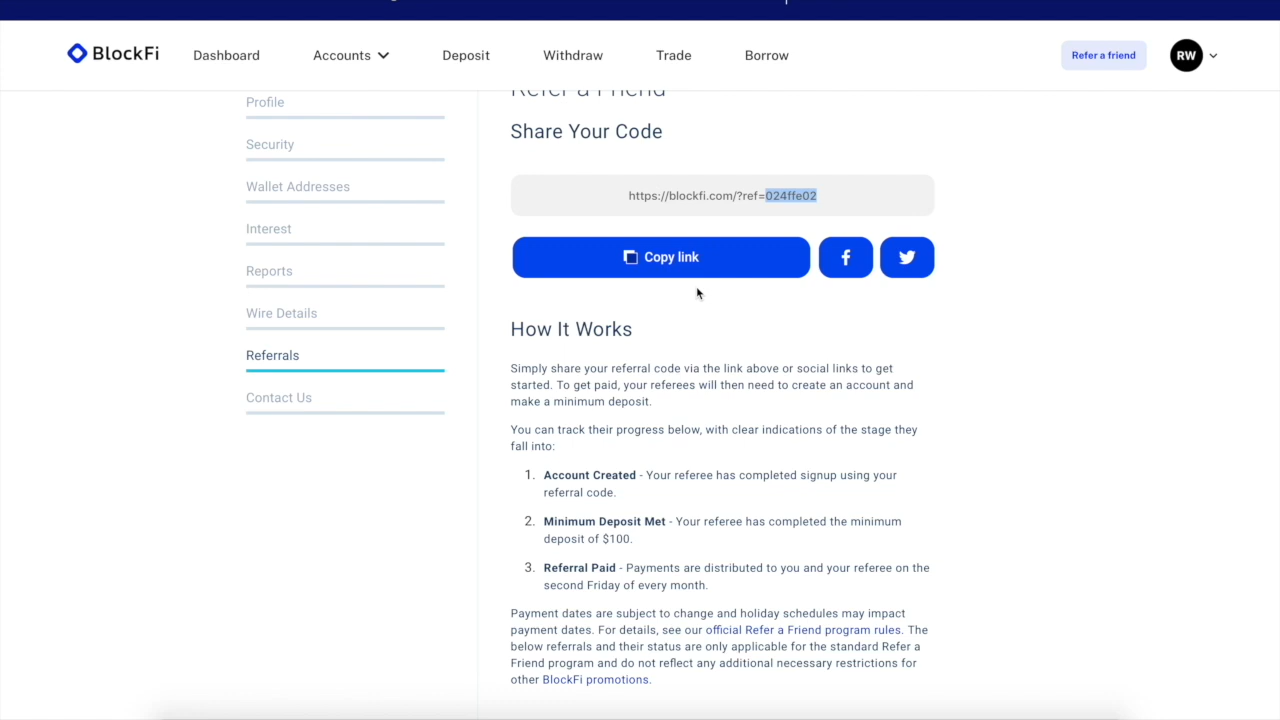 BlockFi
Dashboard
Accounts
Deposit
Withdraw
Trade
Borrow
Refer a friend
RW
Profile
Security
Wallet Addresses
Interest
Reports
Wire Details
Referrals
Contact Us
Refer a Friend
Share Your Code
https://blockfi.com/?ref=024ffe02
Copy link
How It Works
Simply share your referral code via the link above or social links to get
started. To get paid, your referees will then need to create an account and
make a minimum deposit.
You can track their progress below, with clear indications of the stage they
fall into:
1. Account Created - Your referee has completed signup using your
referral code.
2. Minimum Deposit Met - Your referee has completed the minimum
deposit of $100.
3. Referral Paid - Payments are distributed to you and your referee on the
second Friday of every month.
Payment dates are subject to change and holiday schedules may impact
payment dates. For details, see our official Refer a Friend program rules. The
below referrals and their status are only applicable for the standard Refer a
Friend program and do not reflect any additional necessary restrictions for
other BlockFi promotions.